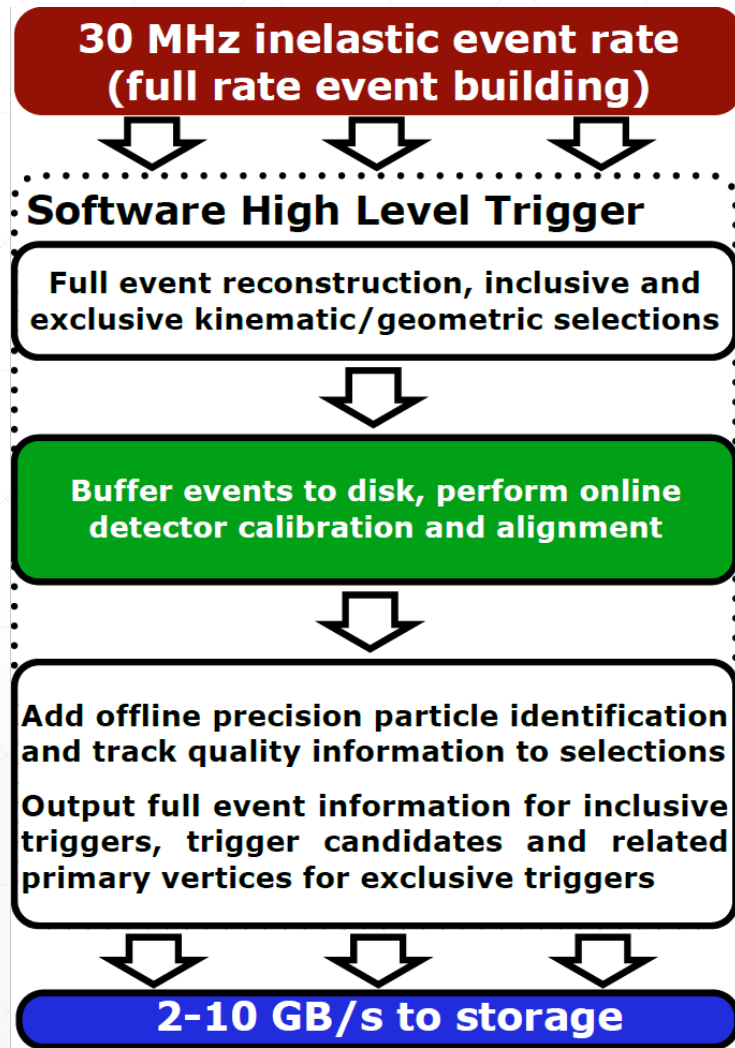 30 MHz inelastic event rate
(full rate event building)
Software High Level Trigger
Full event reconstruction, inclusive and
exclusive kinematic/geometric selections
Buffer events to disk, perform online
detector calibration and alignment
Add offline precision particle identification
and track quality information to selections
Output full event information for inclusive
triggers, trigger candidates and related
primary vertices for exclusive triggers
2-10 GB/s to storage